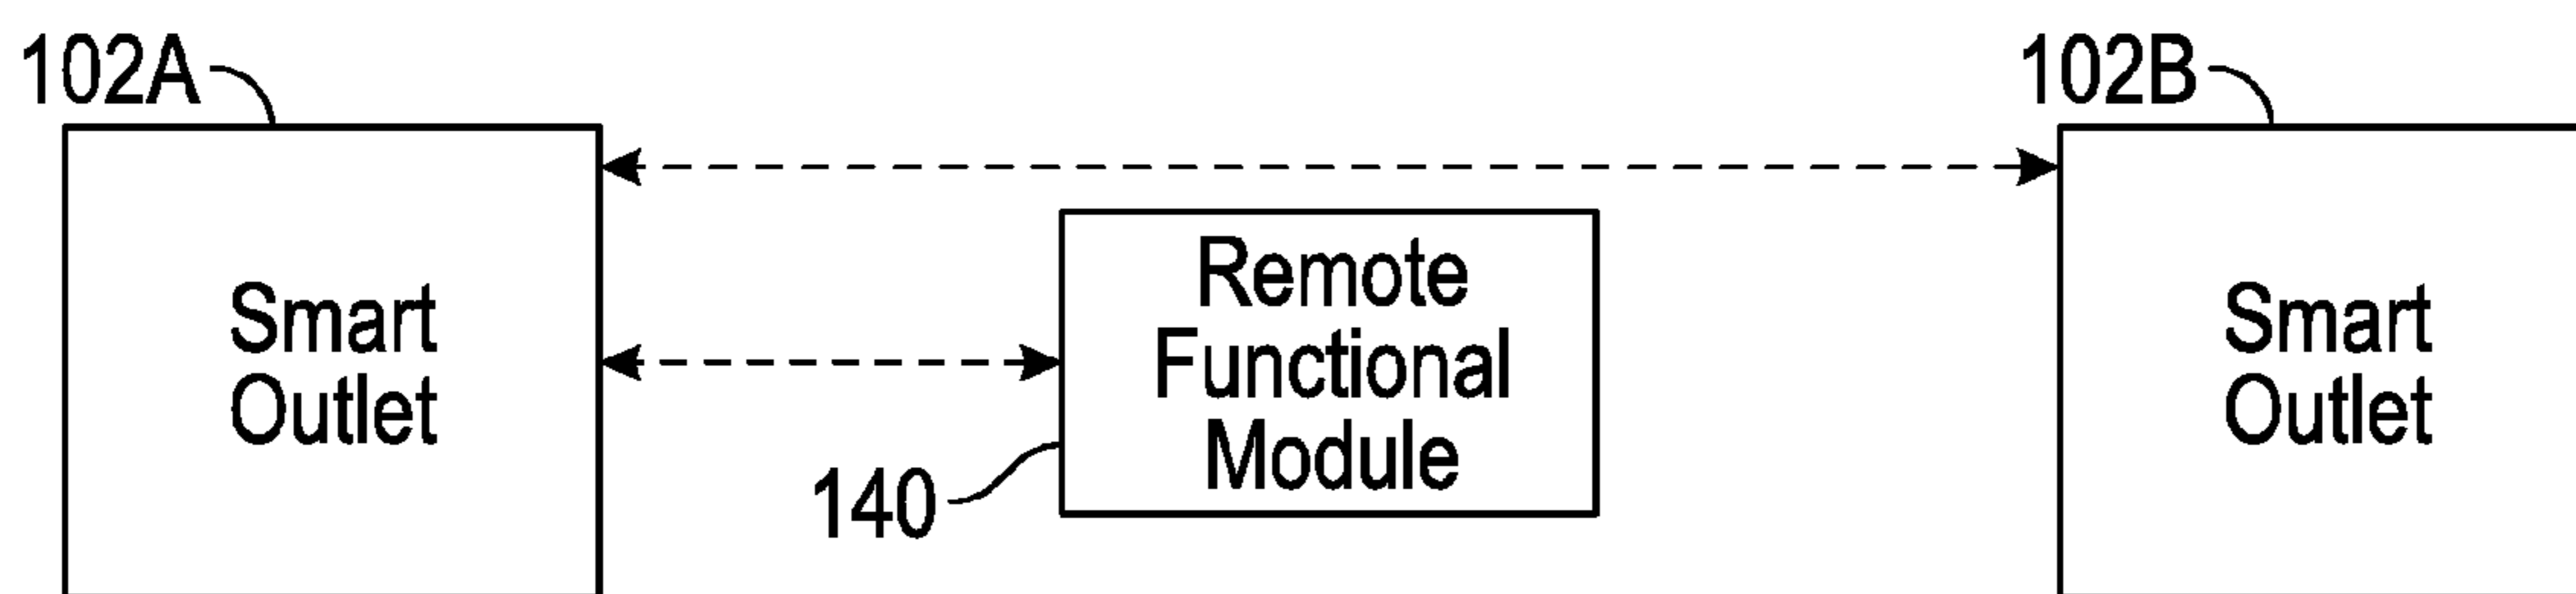 102A
102B
Smart
Outlet
Remote
Functional
Module
140
Smart
Outlet